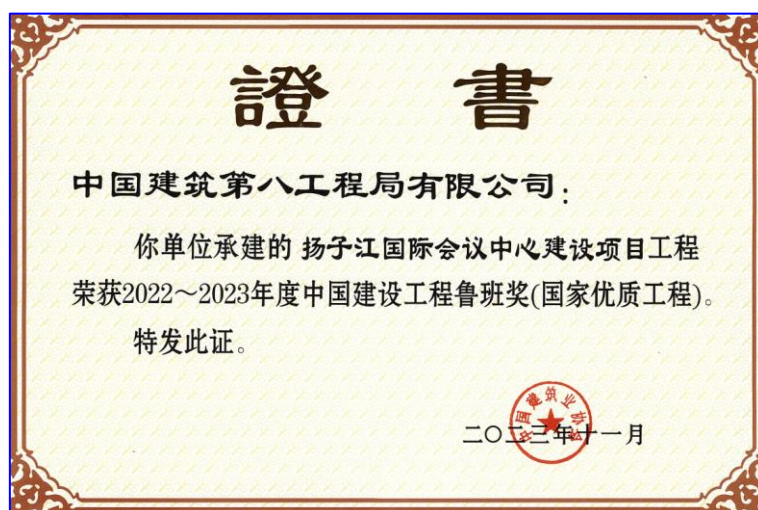 證 書
中国建筑第八工程局有限公司：
你单位承建的 扬子江国际会议中心建设项目工程
荣获2022～2023年度中国建设工程鲁班奖(国家优质工程)。
特发此证。
中国建筑业协会
二〇二三年十一月